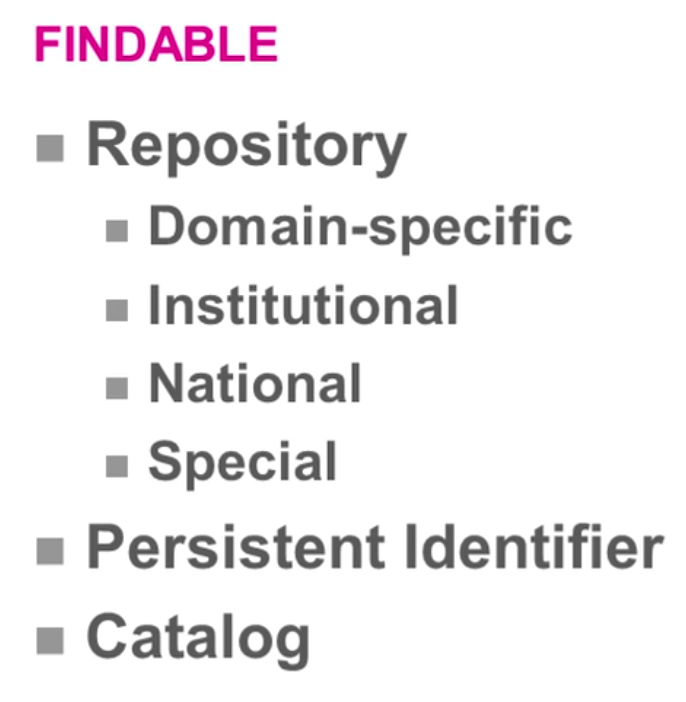 FINDABLE
Repository
Domain-specific
Institutional
National
Special
Persistent Identifier
Catalog